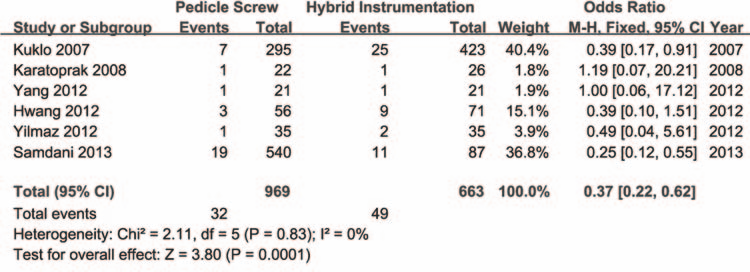 Pedicle Screw Hybrid Instrumentation Odds Ratio
Study or Subgroup Events Total Events Total Weight M-H, Fixed, 95% CI Year
Kuklo 2007 7 295 25 423 40.4% 0.39 [0.17, 0.91] 2007
Karatoprak 2008 1 22 1 26 1.8% 1.19 [0.07, 20.21] 2008
Yang 2012 1 21 1 21 1.9% 1.00 [0.06, 17.12] 2012
Hwang 2012 3 56 9 71 15.1% 0.39 [0.10, 1.51] 2012
Yilmaz 2012 1 35 2 35 3.9% 0.49 [0.04, 5.61] 2012
Samdani 2013 19 540 11 87 36.8% 0.25 [0.12, 0.55] 2013
Total (95% CI) 969 663 100.0% 0.37 [0.22, 0.62]
Total events 32 49
Heterogeneity: Chi² = 2.11, df = 5 (P = 0.83); I² = 0%
Test for overall effect: Z = 3.80 (P = 0.0001)